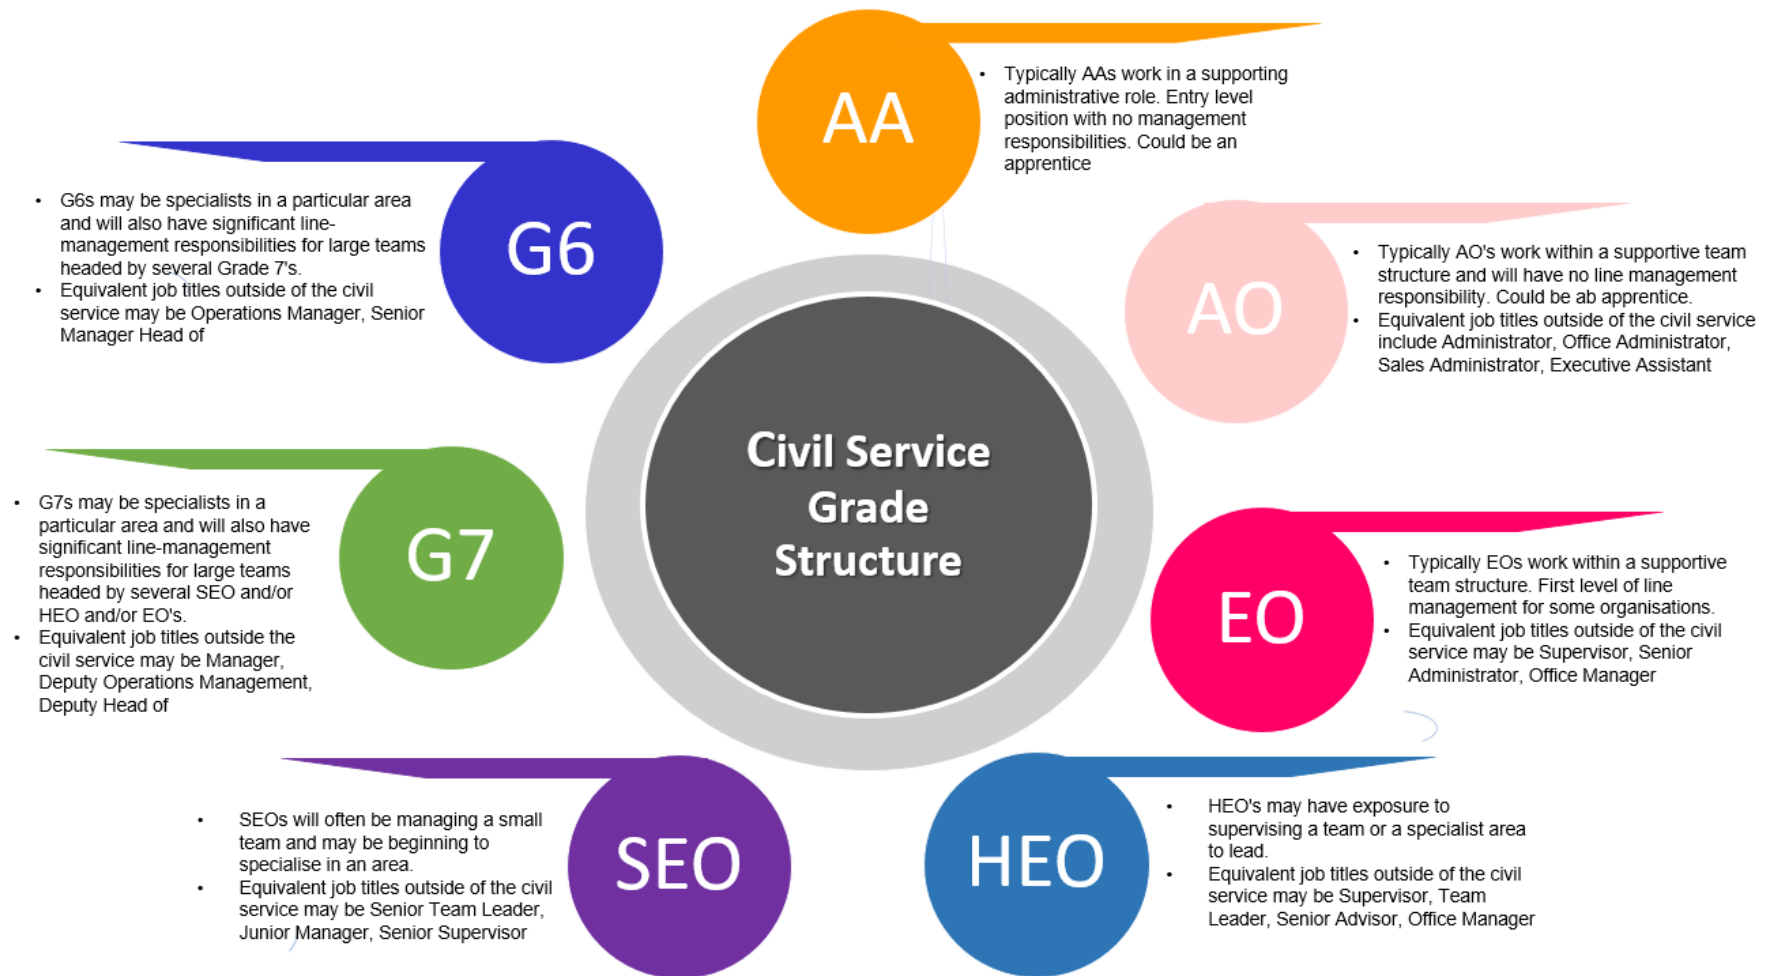 Civil Service
Grade
Structure
AA
• Typically AAs work in a supporting
administrative role. Entry level
position with no management
responsibilities. Could be an
apprentice
AO
• Typically AO's work within a supportive team
structure and will have no line management
responsibility. Could be ab apprentice.
• Equivalent job titles outside of the civil service
include Administrator, Office Administrator,
Sales Administrator, Executive Assistant
EO
• Typically EOs work within a supportive
team structure. First level of line
management for some organisations.
• Equivalent job titles outside of the civil
service may be Supervisor, Senior
Administrator, Office Manager
HEO
• HEO's may have exposure to
supervising a team or a specialist area
to lead.
• Equivalent job titles outside of the civil
service may be Supervisor, Team
Leader, Senior Advisor, Office Manager
SEO
• SEOs will often be managing a small
team and may be beginning to
specialise in an area.
• Equivalent job titles outside of the civil
service may be Senior Team Leader,
Junior Manager, Senior Supervisor
G7
• G7s may be specialists in a
particular area and will also have
significant line-management
responsibilities for large teams
headed by several SEO and/or
HEO and/or EO's.
• Equivalent job titles outside the
civil service may be Manager,
Deputy Operations Management,
Deputy Head of
G6
• G6s may be specialists in a particular area
and will also have significant line-
management responsibilities for large teams
headed by several Grade 7's.
• Equivalent job titles outside of the civil
service may be Operations Manager, Senior
Manager Head of